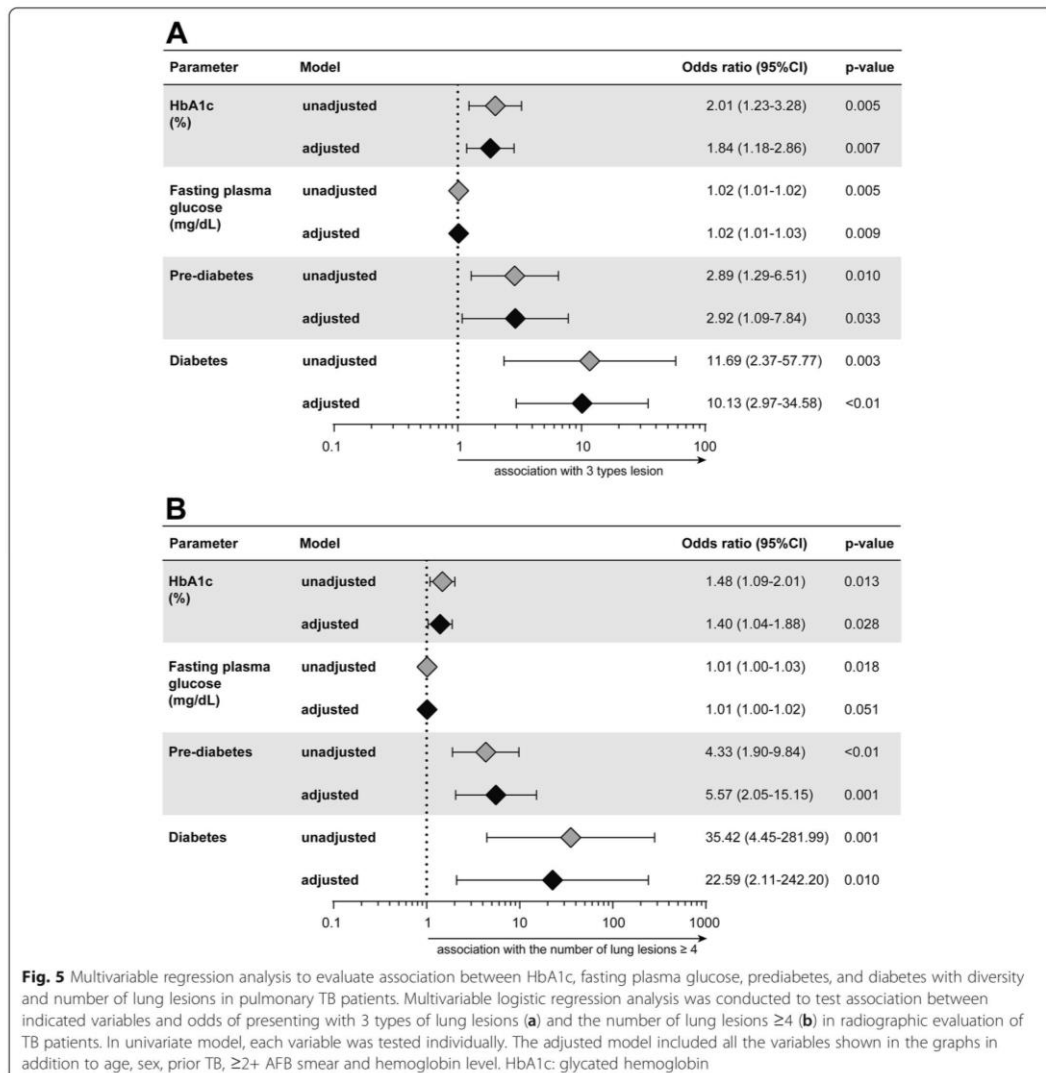 A
Parameter Model Odds ratio (95%CI) p-value
HbA1c unadjusted 2.01 (1.23-3.28) 0.005
(%)
adjusted 1.84 (1.18-2.86) 0.007
Fasting plasma unadjusted 1.02 (1.01-1.02) 0.005
glucose
(mg/dL) adjusted 1.02 (1.01-1.03) 0.009
Pre-diabetes unadjusted 2.89 (1.29-6.51) 0.010
adjusted 2.92 (1.09-7.84) 0.033
Diabetes unadjusted 11.69 (2.37-57.77) 0.003
adjusted 10.13 (2.97-34.58) <0.01
0.1 1 10 100
association with 3 types lesion
B
Parameter Model Odds ratio (95%CI) p-value
HbA1c unadjusted 1.48 (1.09-2.01) 0.013
(%)
adjusted 1.40 (1.04-1.88) 0.028
Fasting plasma unadjusted 1.01 (1.00-1.03) 0.018
glucose
(mg/dL) adjusted 1.01 (1.00-1.02) 0.051
Pre-diabetes unadjusted 4.33 (1.90-9.84) <0.01
adjusted 5.57 (2.05-15.15) 0.001
Diabetes unadjusted 35.42 (4.45-281.99) 0.001
adjusted 22.59 (2.11-242.20) 0.010
0.1 1 10 100 1000
association with the number of lung lesions ≥ 4
Fig. 5 Multivariable regression analysis to evaluate association between HbA1c, fasting plasma glucose, prediabetes, and diabetes with diversity
and number of lung lesions in pulmonary TB patients. Multivariable logistic regression analysis was conducted to test association between
indicated variables and odds of presenting with 3 types of lung lesions (a) and the number of lung lesions ≥4 (b) in radiographic evaluation of
TB patients. In univariate model, each variable was tested individually. The adjusted model included all the variables shown in the graphs in
addition to age, sex, prior TB, ≥2+ AFB smear and hemoglobin level. HbA1c: glycated hemoglobin